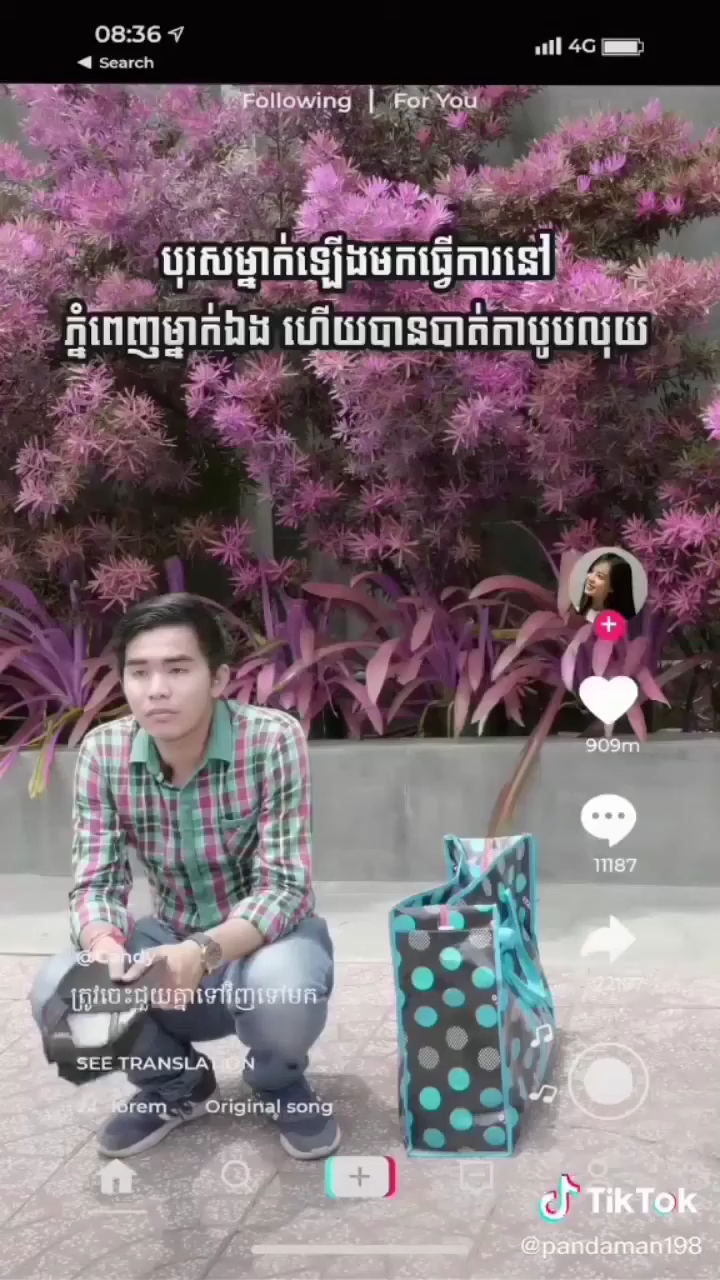 08:36
Search
4G
Following | For You
បុរសម្នាក់ឡើងមកធ្វើការនៅ
ភ្នំពេញម្នាក់ឯង ហើយបានបាត់កាបូបលុយ
909m
11187
22197
@Candy
ត្រូវចេះជួយគ្នាទៅវិញទៅមក
SEE TRANSLATION
lorem Original song
TikTok
@pandaman198